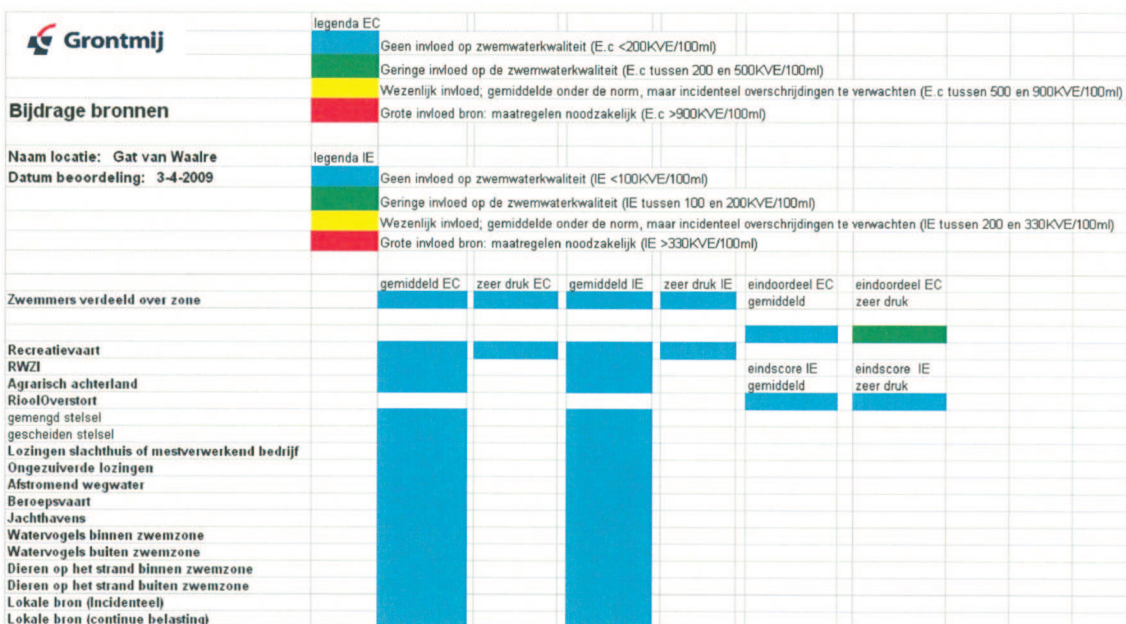 Grontmij
legenda EC
Geen invloed op zwemwaterkwaliteit (E.c <200KVE/100ml)
Geringe invloed op de zwemwaterkwaliteit (E.c tussen 200 en 500KVE/100ml)
Wezenlijk invloed; gemiddelde onder de norm, maar incidenteel overschrijdingen te verwachten (E.c tussen 500 en 900KVE/100ml)
Bijdrage bronnen
Grote invloed bron: maatregelen noodzakelijk (E.c >900KVE/100ml)
Naam locatie: Gat van Waalre
legenda IE
Datum beoordeling: 3-4-2009
Geen invloed op zwemwaterkwaliteit (IE <100KVE/100ml)
Geringe invloed op de zwemwaterkwaliteit (IE tussen 100 en 200KVE/100ml)
Wezenlijk invloed; gemiddelde onder de norm, maar incidenteel overschrijdingen te verwachten (IE tussen 200 en 330KVE/100ml)
Grote invloed bron: maatregelen noodzakelijk (IE >330KVE/100ml)
gemiddeld EC zeer druk EC gemiddeld IE zeer druk IE eindoordeel EC eindoordeel EC
Zwemmers verdeeld over zone gemiddeld zeer druk
Recreatievaart
RWZI eindscore IE eindscore IE
Agrarisch achterland gemiddeld zeer druk
RioolOverstort
gemengd stelsel
gescheiden stelsel
Lozingen slachthuis of mestverwerkend bedrijf
Ongezuiverde lozingen
Afstromend wegwater
Beroepsvaart
Jachthavens
Watervogels binnen zwemzone
Watervogels buiten zwemzone
Dieren op het strand binnen zwemzone
Dieren op het strand buiten zwemzone
Lokale bron (Incidenteel)
Lokale bron (continue belasting)